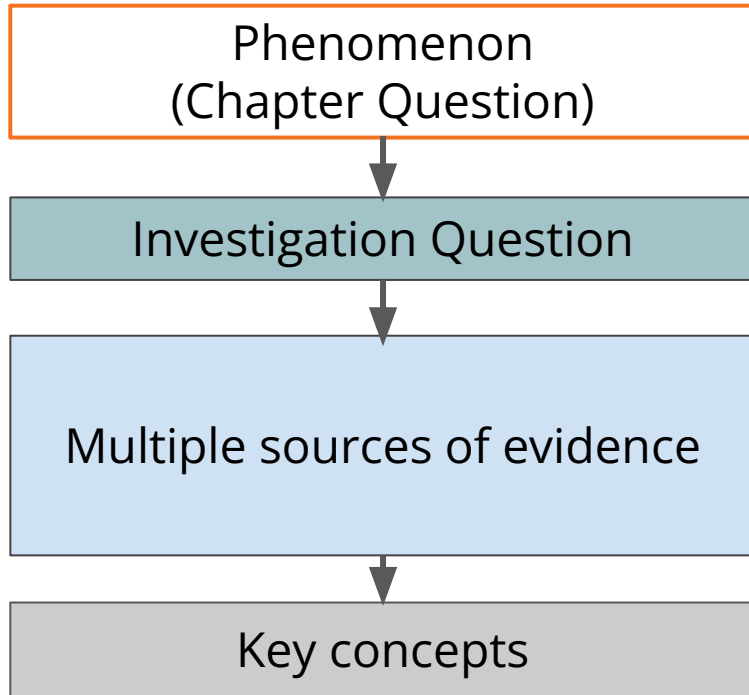 Phenomenon
(Chapter Question)
Investigation Question
Multiple sources of evidence
Key concepts